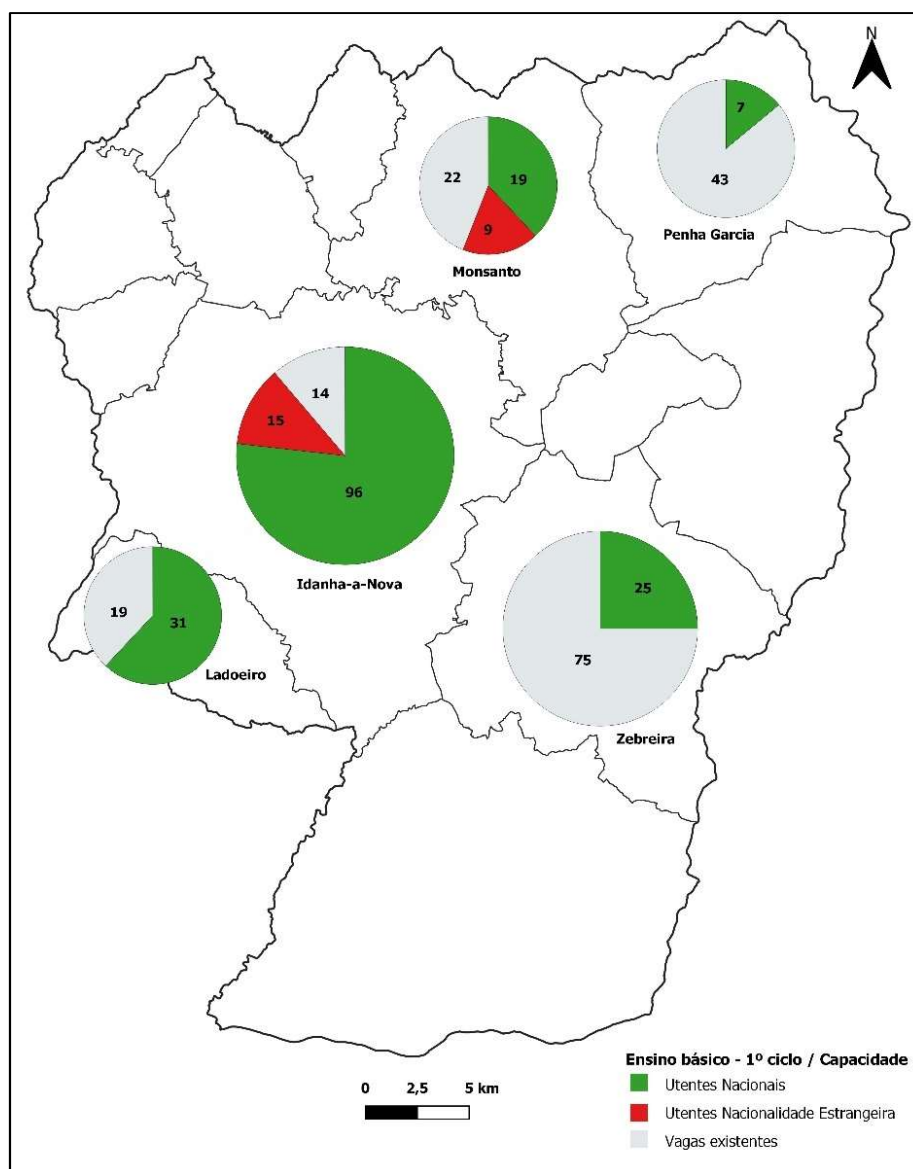 N
7
43
Penha Garcia
22
19
9
Monsanto
14
15
96
Idanha-a-Nova
19
31
Ladoeiro
25
75
Zebreira
0 2,5 5 km
Ensino básico - 1º ciclo / Capacidade
Utentes Nacionais
Utentes Nacionalidade Estrangeira
Vagas existentes